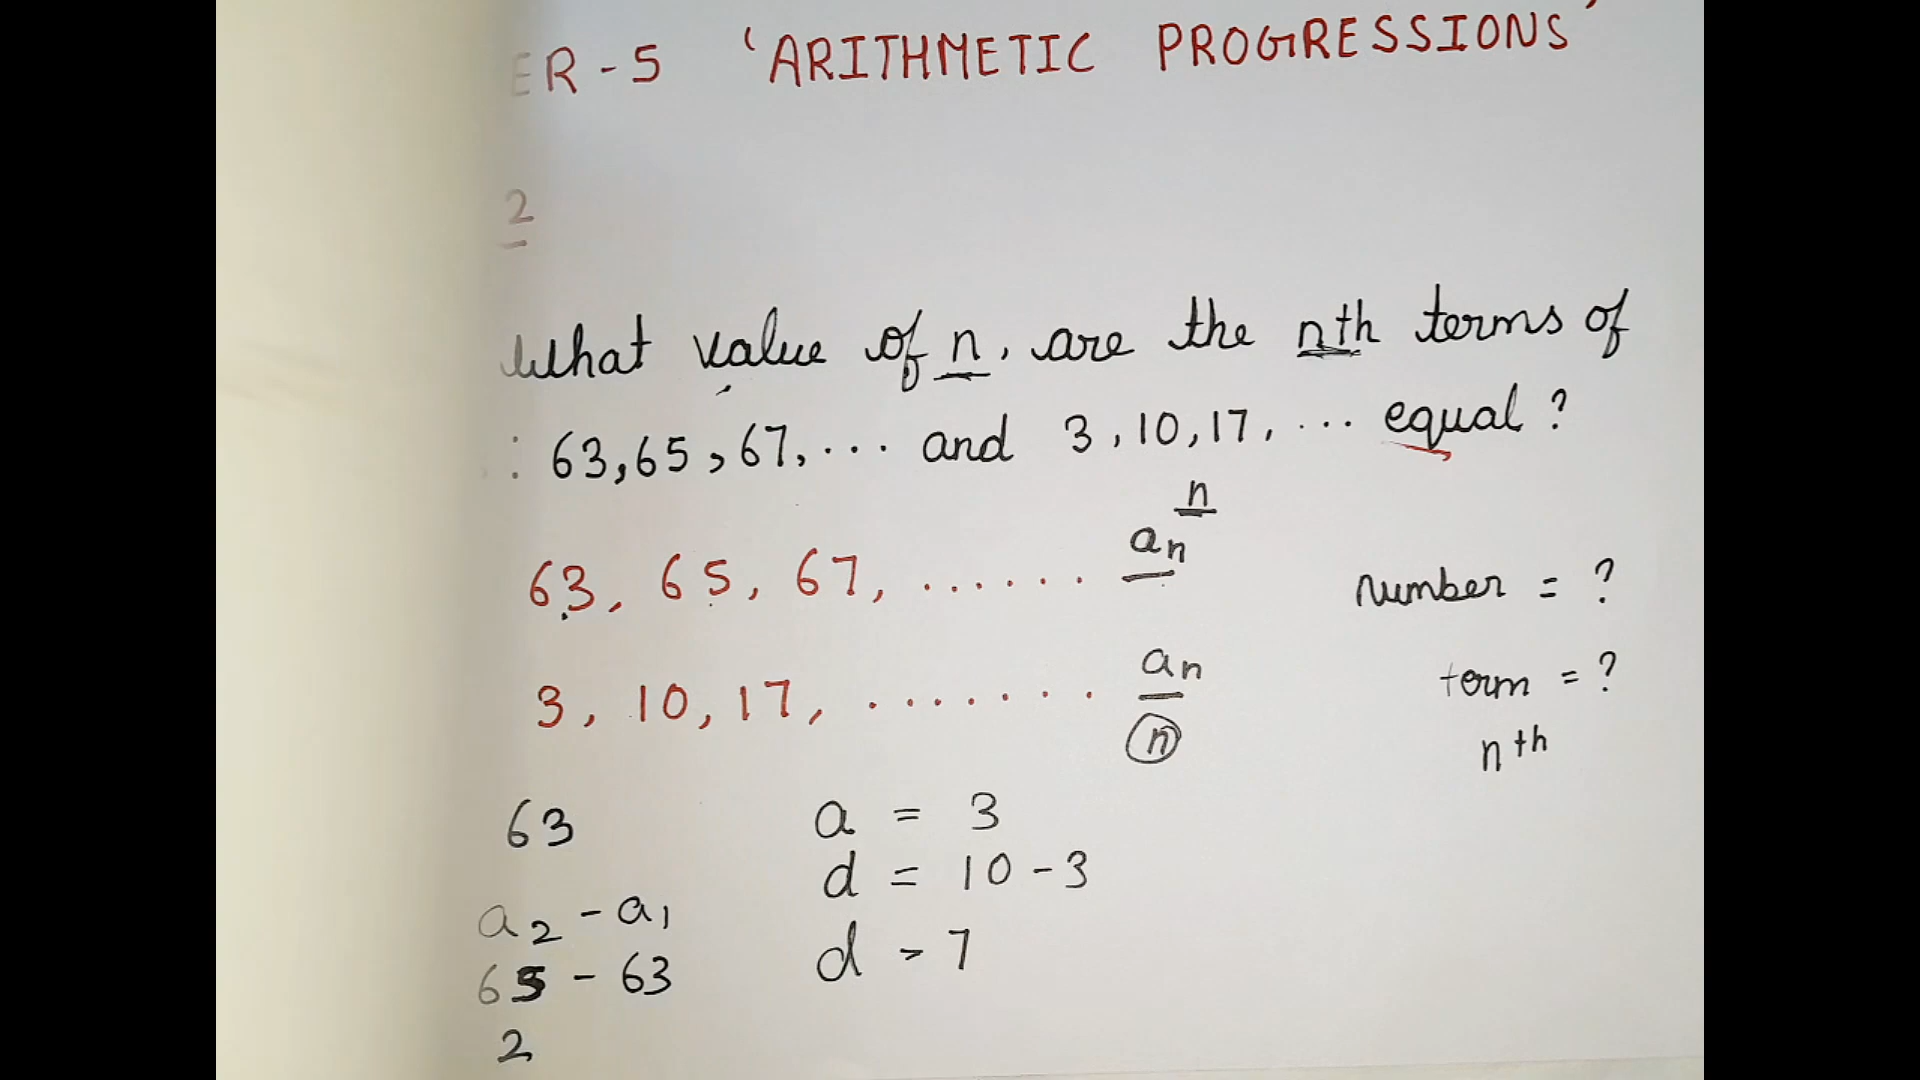 ER - 5 'ARITHMETIC PROGRESSIONS'
2
What value of n, are the nth terms of
: 63, 65, 67, ... and 3, 10, 17, ... equal ?
n
63, 65, 67, ...... an
number = ?
3, 10, 17, ....... an
term = ?
n
nth
63
a = 3
d = 10 - 3
a2 - a1
d = 7
65 - 63
2